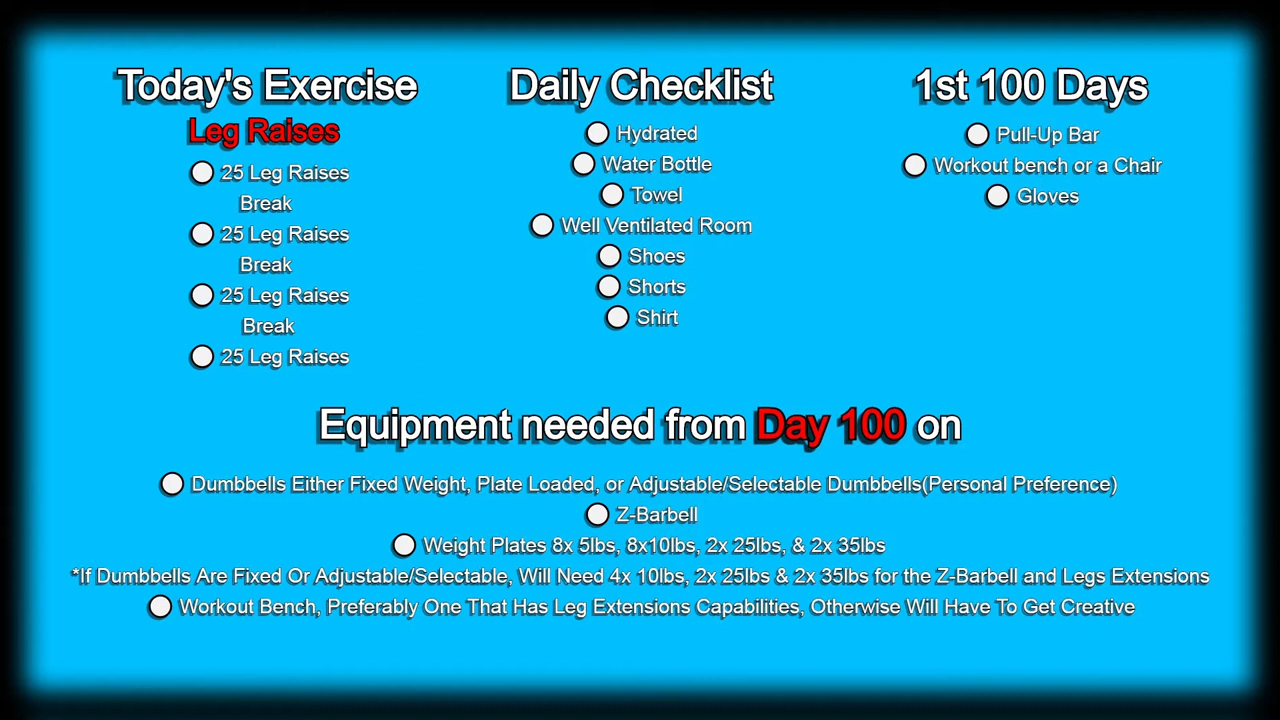 Today's Exercise
Leg Raises
25 Leg Raises
Break
25 Leg Raises
Break
25 Leg Raises
Break
25 Leg Raises
Daily Checklist
Hydrated
Water Bottle
Towel
Well Ventilated Room
Shoes
Shorts
Shirt
1st 100 Days
Pull-Up Bar
Workout bench or a Chair
Gloves
Equipment needed from Day 100 on
Dumbbells Either Fixed Weight, Plate Loaded, or Adjustable/Selectable Dumbbells(Personal Preference)
Z-Barbell
Weight Plates 8x 5lbs, 8x10lbs, 2x 25lbs, & 2x 35lbs
*If Dumbbells Are Fixed Or Adjustable/Selectable, Will Need 4x 10lbs, 2x 25lbs & 2x 35lbs for the Z-Barbell and Legs Extensions
Workout Bench, Preferably One That Has Leg Extensions Capabilities, Otherwise Will Have To Get Creative